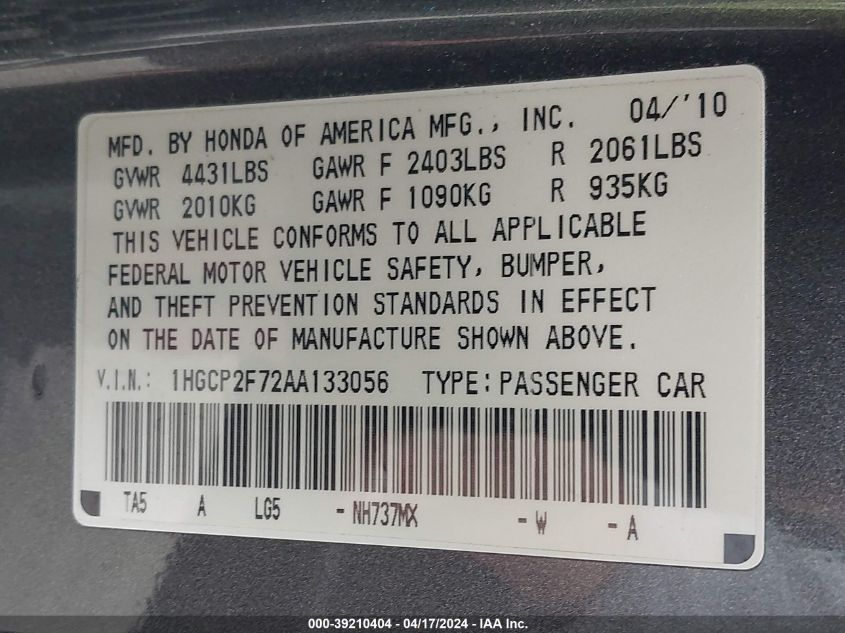 MFD. BY HONDA OF AMERICA MFG., INC. 04/'10
GVWR 4431LBS GAWR F 2403LBS R 2061LBS
GVWR 2010KG GAWR F 1090KG R 935KG
THIS VEHICLE CONFORMS TO ALL APPLICABLE
FEDERAL MOTOR VEHICLE SAFETY, BUMPER,
AND THEFT PREVENTION STANDARDS IN EFFECT
ON THE DATE OF MANUFACTURE SHOWN ABOVE.
V.I.N.: 1HGCP2F72AA133056 TYPE:PASSENGER CAR
TA5 A LG5 -NH737MX -W -A
000-39210404 - 04/17/2024 - IAA Inc.